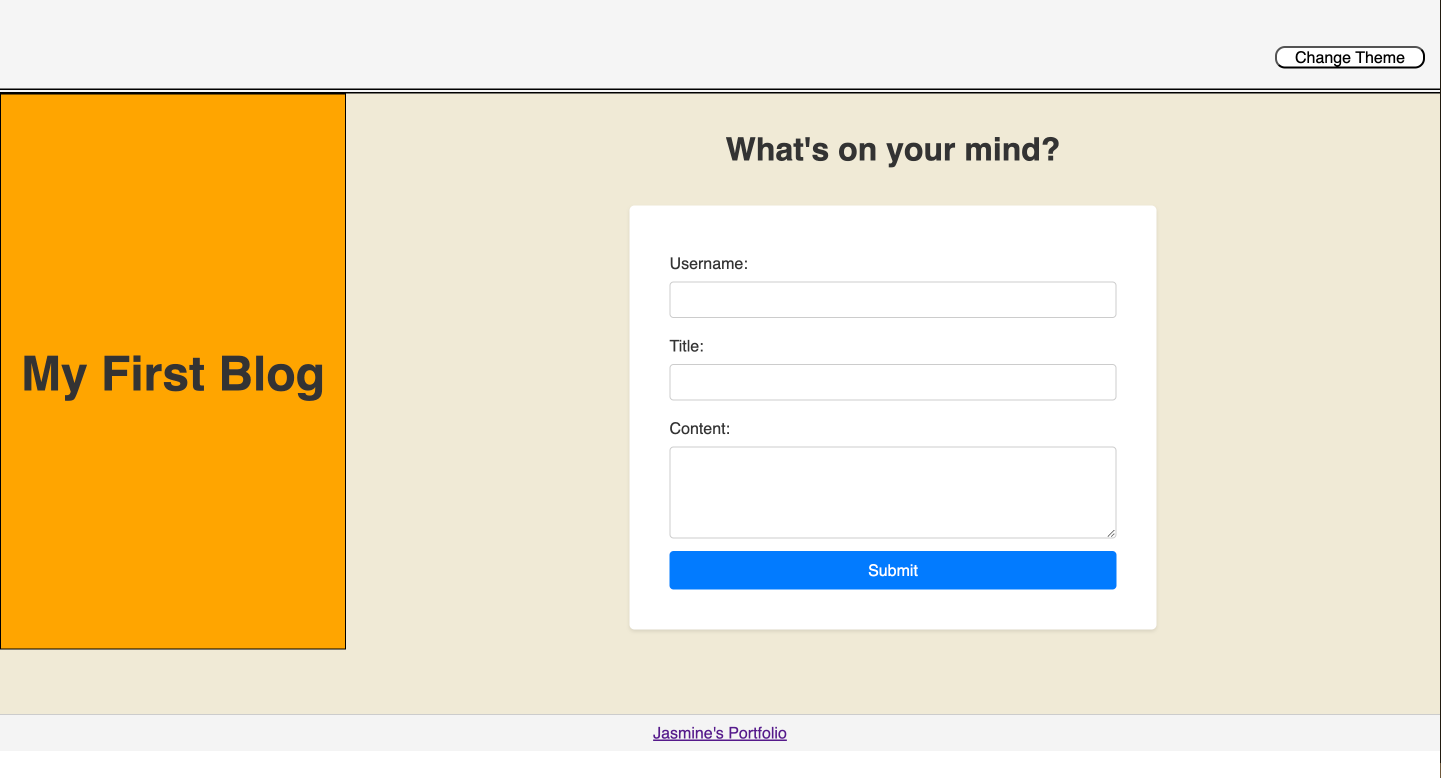 Change Theme
My First Blog
What's on your mind?
Username:
Title:
Content:
Submit
Jasmine's Portfolio